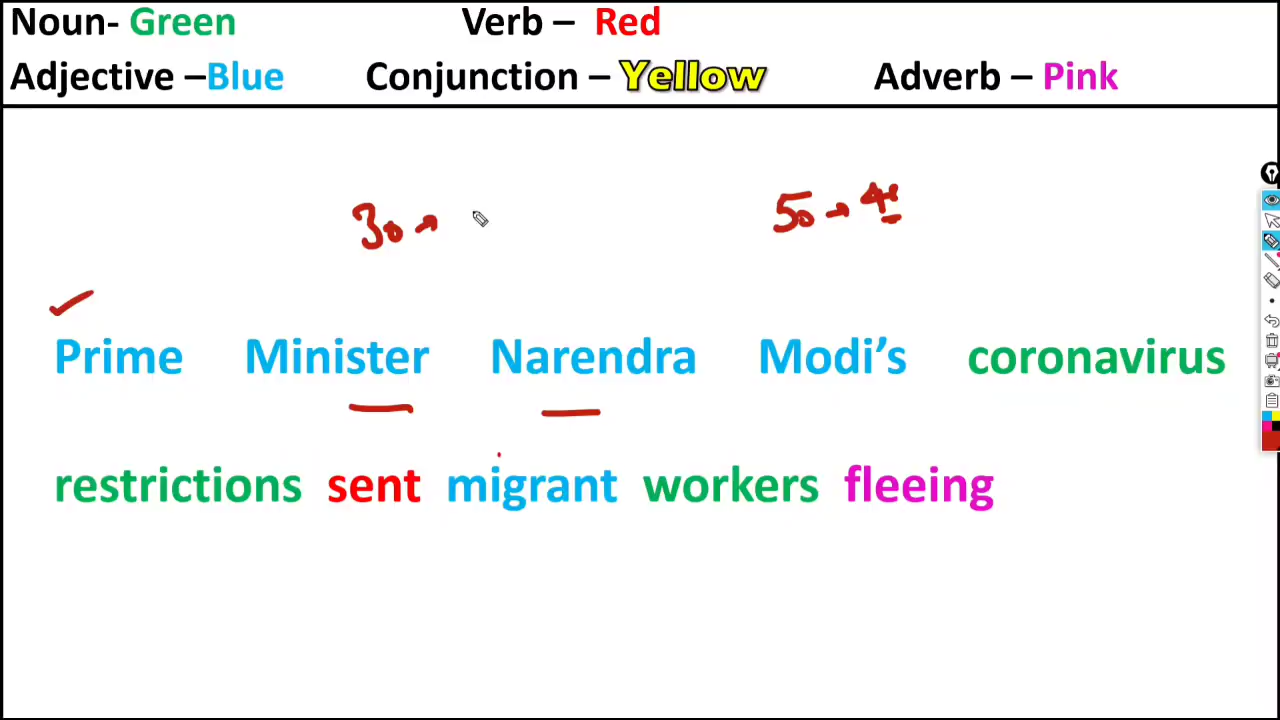 Noun- Green Verb – Red
Adjective –Blue Conjunction – Yellow Adverb – Pink
30 → 50 →
Prime Minister Narendra Modi’s coronavirus
restrictions sent migrant workers fleeing